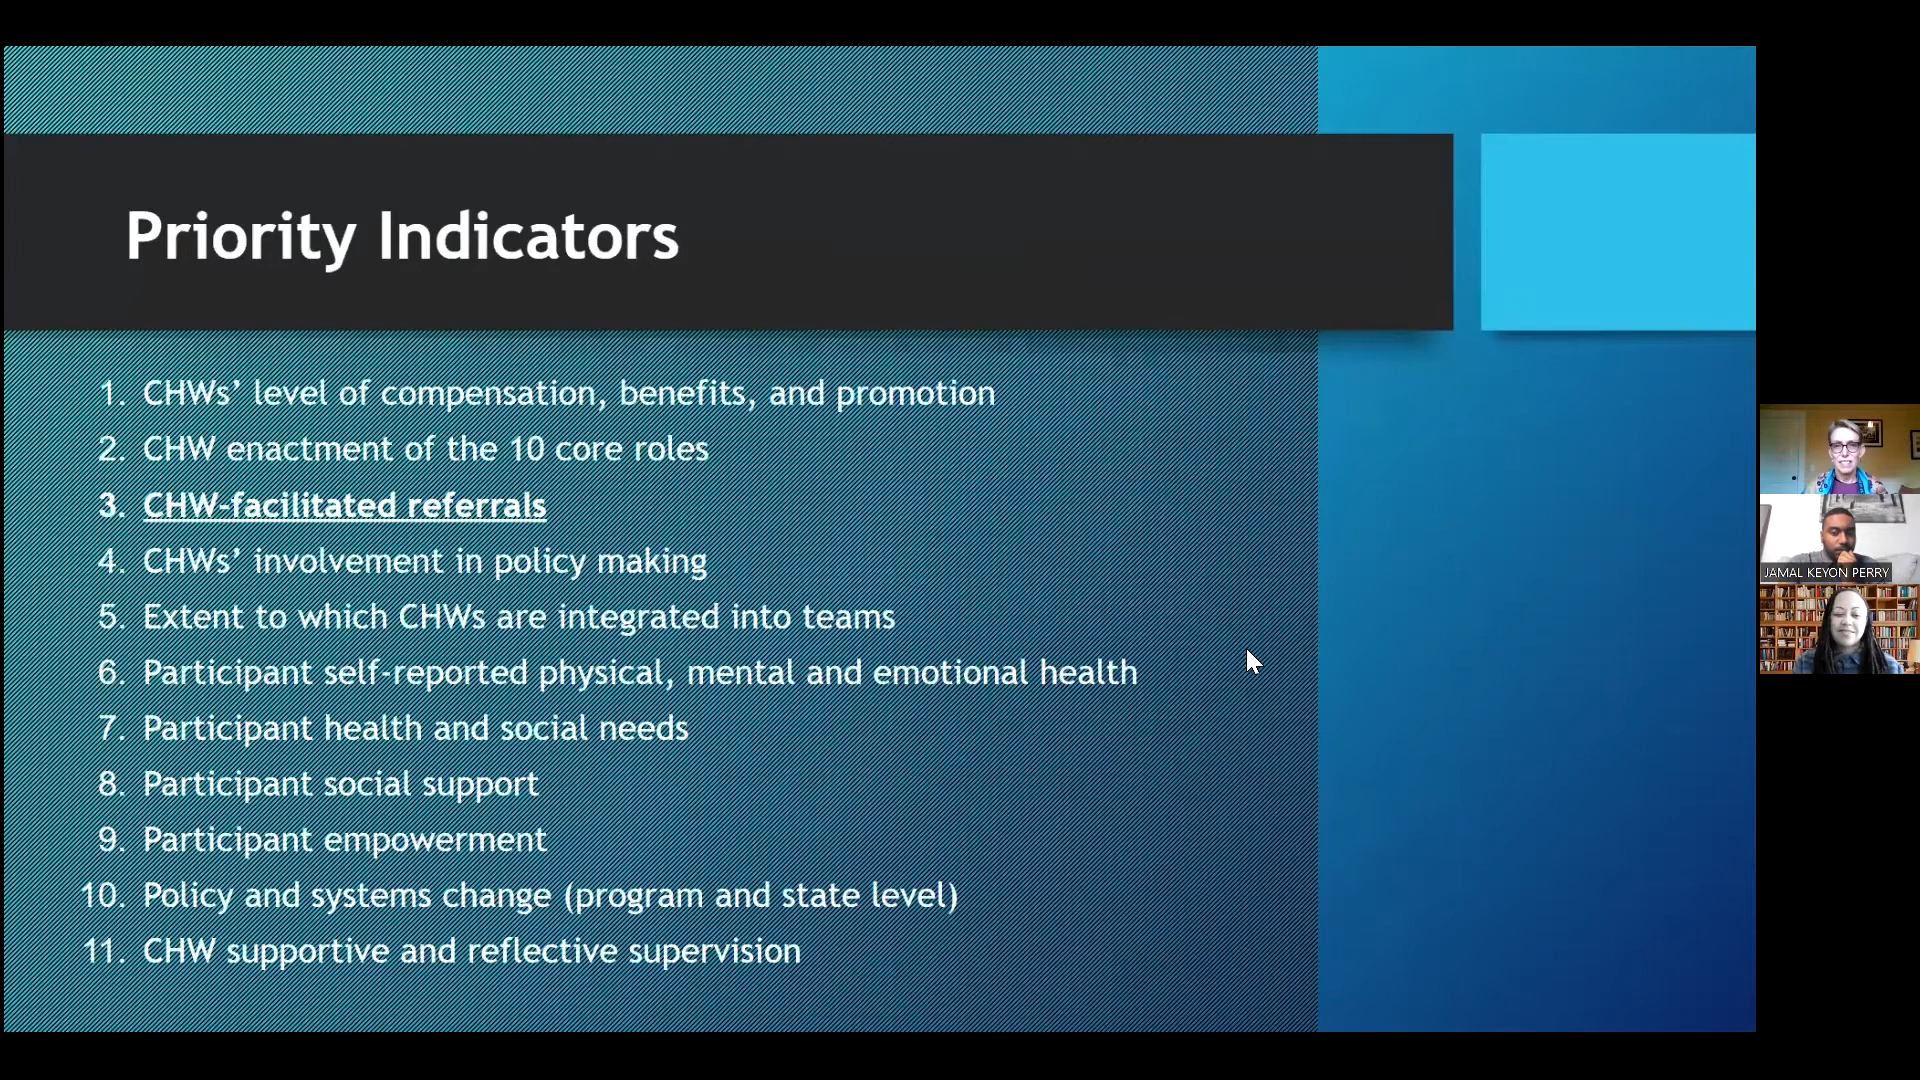 Priority Indicators
1. CHWs’ level of compensation, benefits, and promotion
2. CHW enactment of the 10 core roles
3. CHW-facilitated referrals
4. CHWs’ involvement in policy making
5. Extent to which CHWs are integrated into teams
6. Participant self-reported physical, mental and emotional health
7. Participant health and social needs
8. Participant social support
9. Participant empowerment
10. Policy and systems change (program and state level)
11. CHW supportive and reflective supervision
JAMAL KEYON PERRY